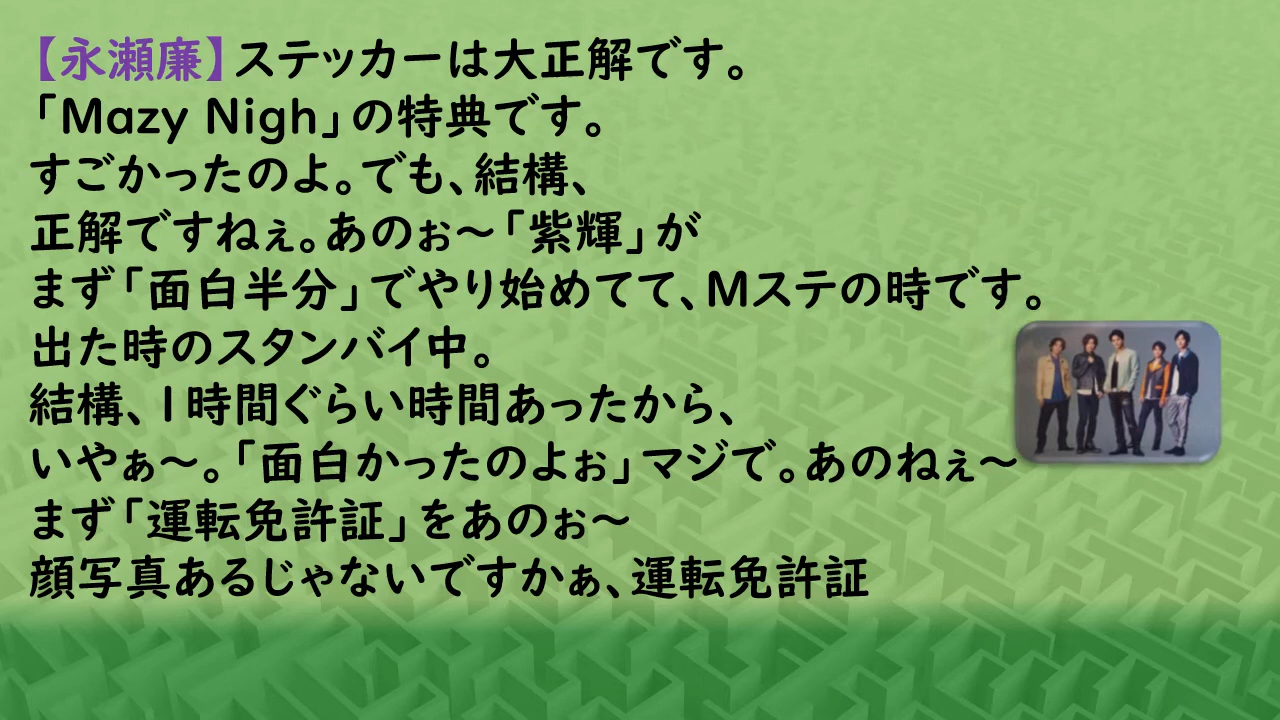 【永瀬廉】ステッカーは大正解です。
「Mazy Nigh」の特典です。
すごかったのよ。でも、結構、
正解ですねぇ。あのぉ～「紫輝」が
まず「面白半分」でやり始めてて、Mステの時です。
出た時のスタンバイ中。
結構、1時間ぐらい時間あったから、
いやぁ～。「面白かったのよぉ」マジで。あのねぇ～
まず「運転免許証」をあのぉ～
顔写真あるじゃないですかぁ、運転免許証